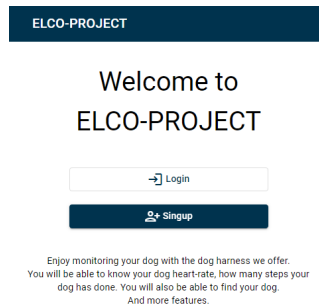 ELCO-PROJECT
Welcome to
ELCO-PROJECT
Login
Singup
Enjoy monitoring your dog with the dog harness we offer.
You will be able to know your dog heart-rate, how many steps your
dog has done. You will also be able to find your dog.
And more features.